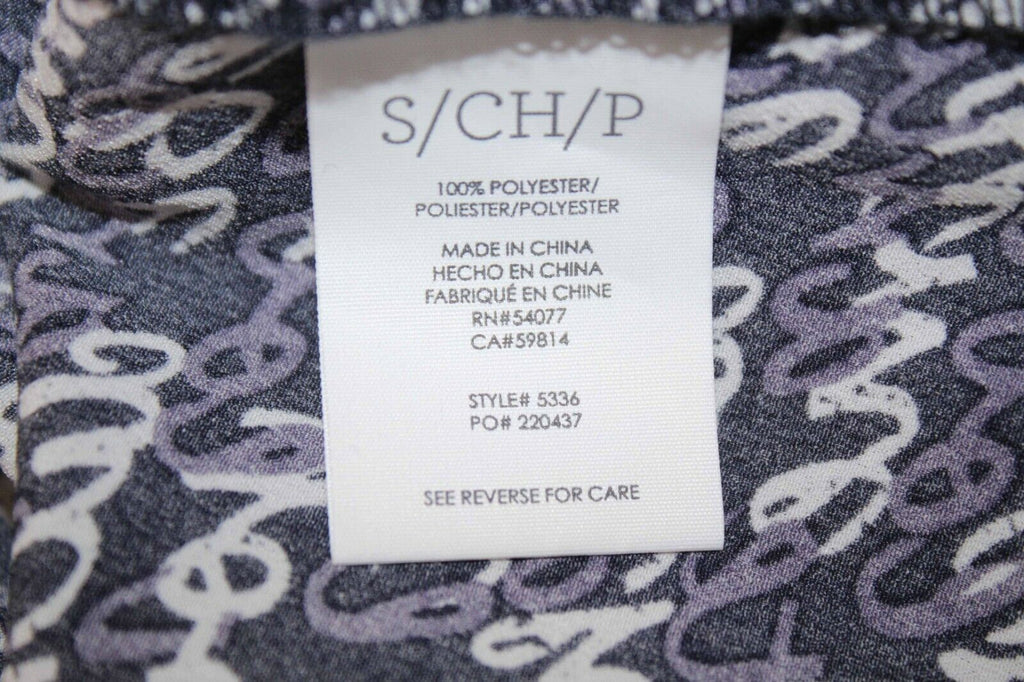 S/CH/P
100% POLYESTER/
POLIESTER/POLYESTER
MADE IN CHINA
HECHO EN CHINA
FABRIQUÉ EN CHINE
RN#54077
CA#59814
STYLE# 5336
PO# 220437
SEE REVERSE FOR CARE